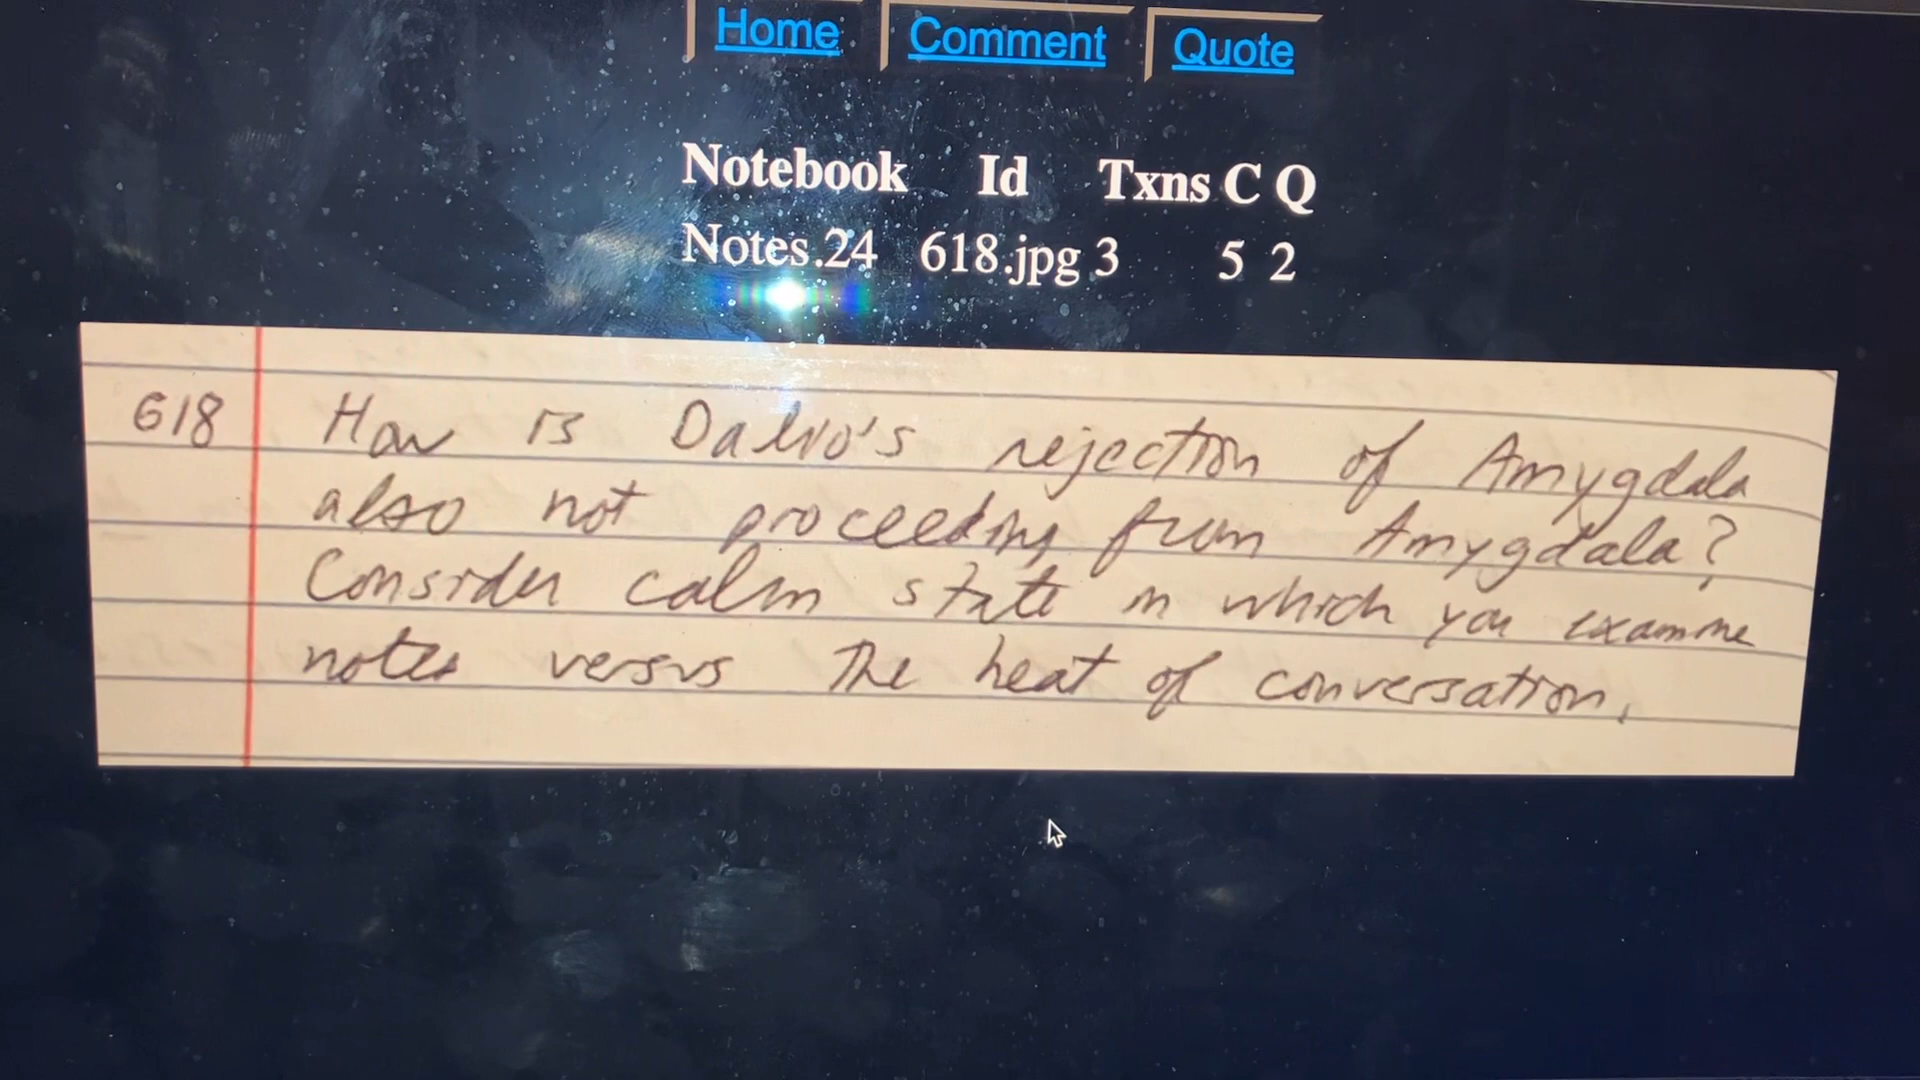 Home Comment Quote
Notebook Id Txns C Q
Notes.24 618.jpg 3 5 2
618 How is Dalio's rejection of Amygdala
also not proceeding from Amygdala?
Consider calm state in which you examine
notes versus the heat of conversation.